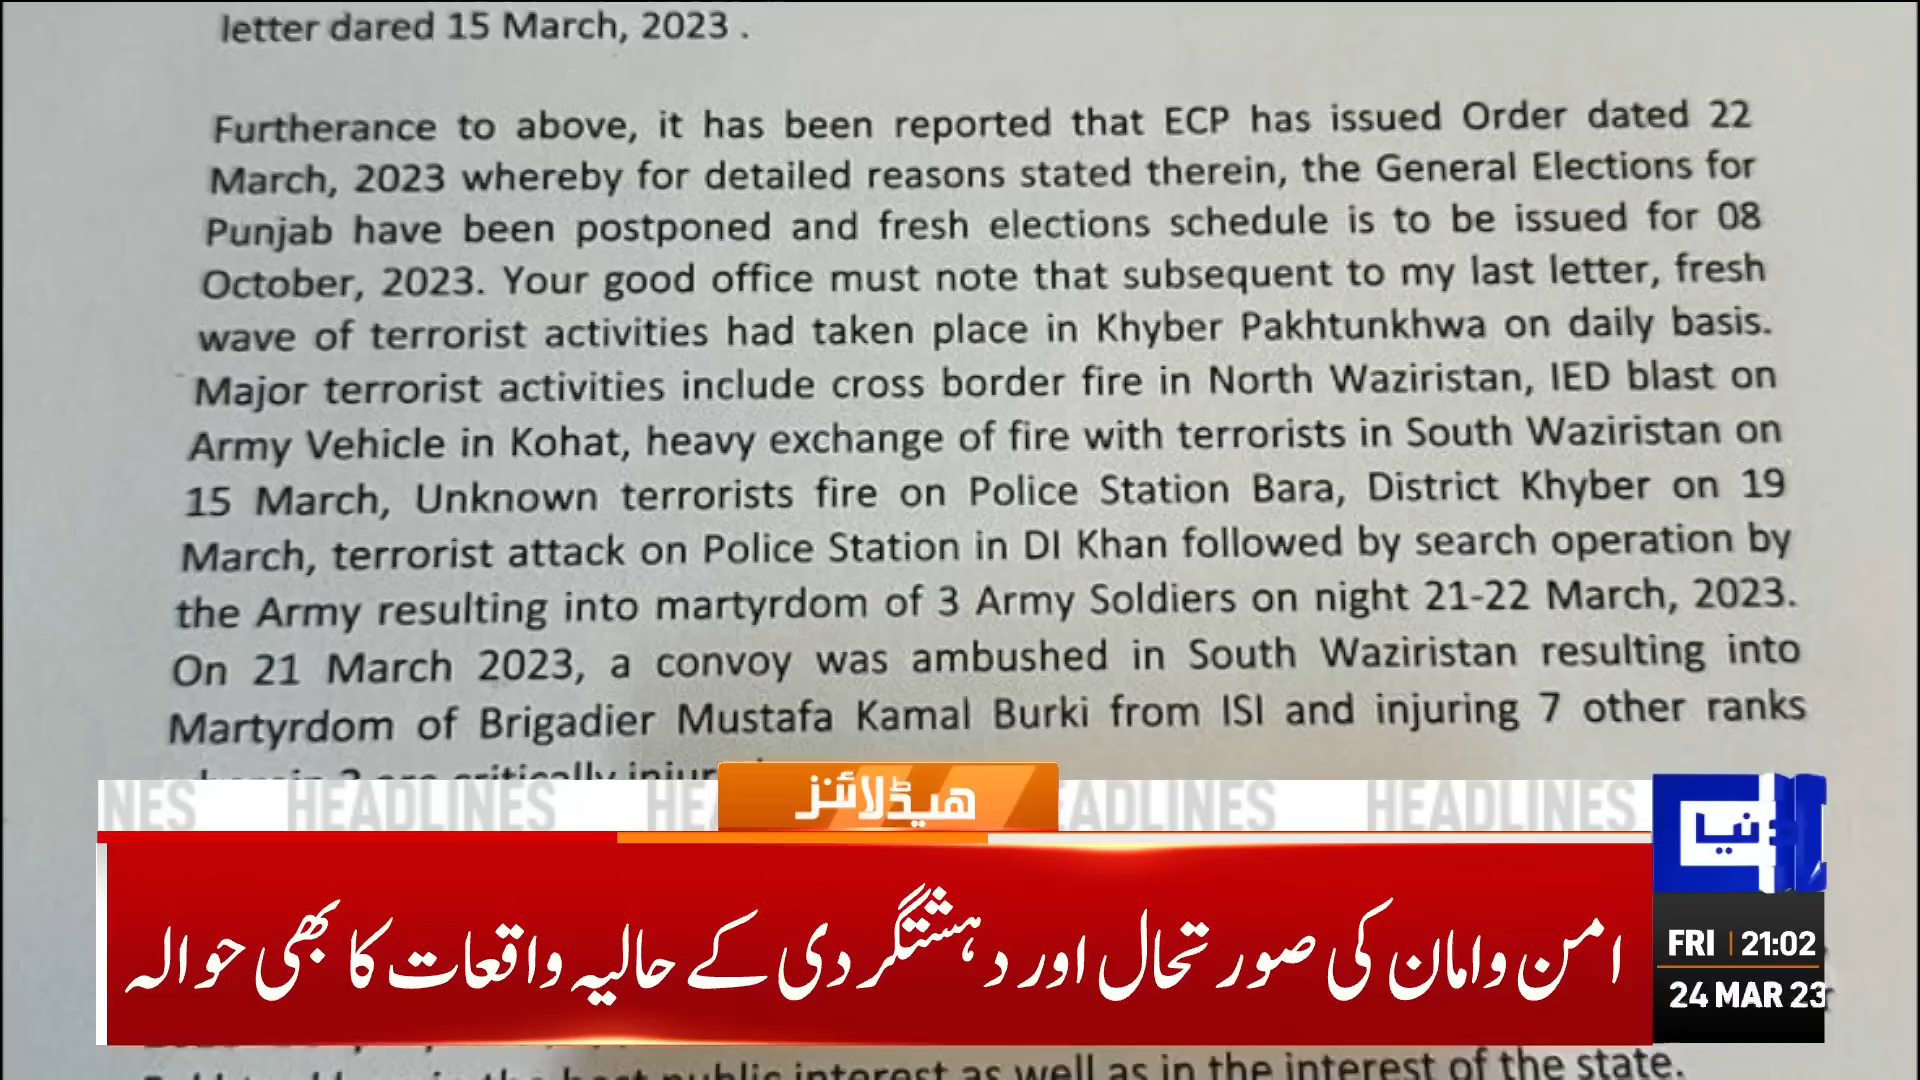 letter dared 15 March, 2023 .
Furtherance to above, it has been reported that ECP has issued Order dated 22
March, 2023 whereby for detailed reasons stated therein, the General Elections for
Punjab have been postponed and fresh elections schedule is to be issued for 08
October, 2023. Your good office must note that subsequent to my last letter, fresh
wave of terrorist activities had taken place in Khyber Pakhtunkhwa on daily basis.
Major terrorist activities include cross border fire in North Waziristan, IED blast on
Army Vehicle in Kohat, heavy exchange of fire with terrorists in South Waziristan on
15 March, Unknown terrorists fire on Police Station Bara, District Khyber on 19
March, terrorist attack on Police Station in DI Khan followed by search operation by
the Army resulting into martyrdom of 3 Army Soldiers on night 21-22 March, 2023.
On 21 March 2023, a convoy was ambushed in South Waziristan resulting into
Martyrdom of Brigadier Mustafa Kamal Burki from ISI and injuring 7 other ranks
critically
NES HEADLINES HE ADLINES HEADLINES
ہیڈلائنز
دنیا
امن وامان کی صورتحال اور دہشتگردی کے حالیہ واقعات کا بھی حوالہ
FRI 21:02
24 MAR 23
public interest as well as in the interest of the state.